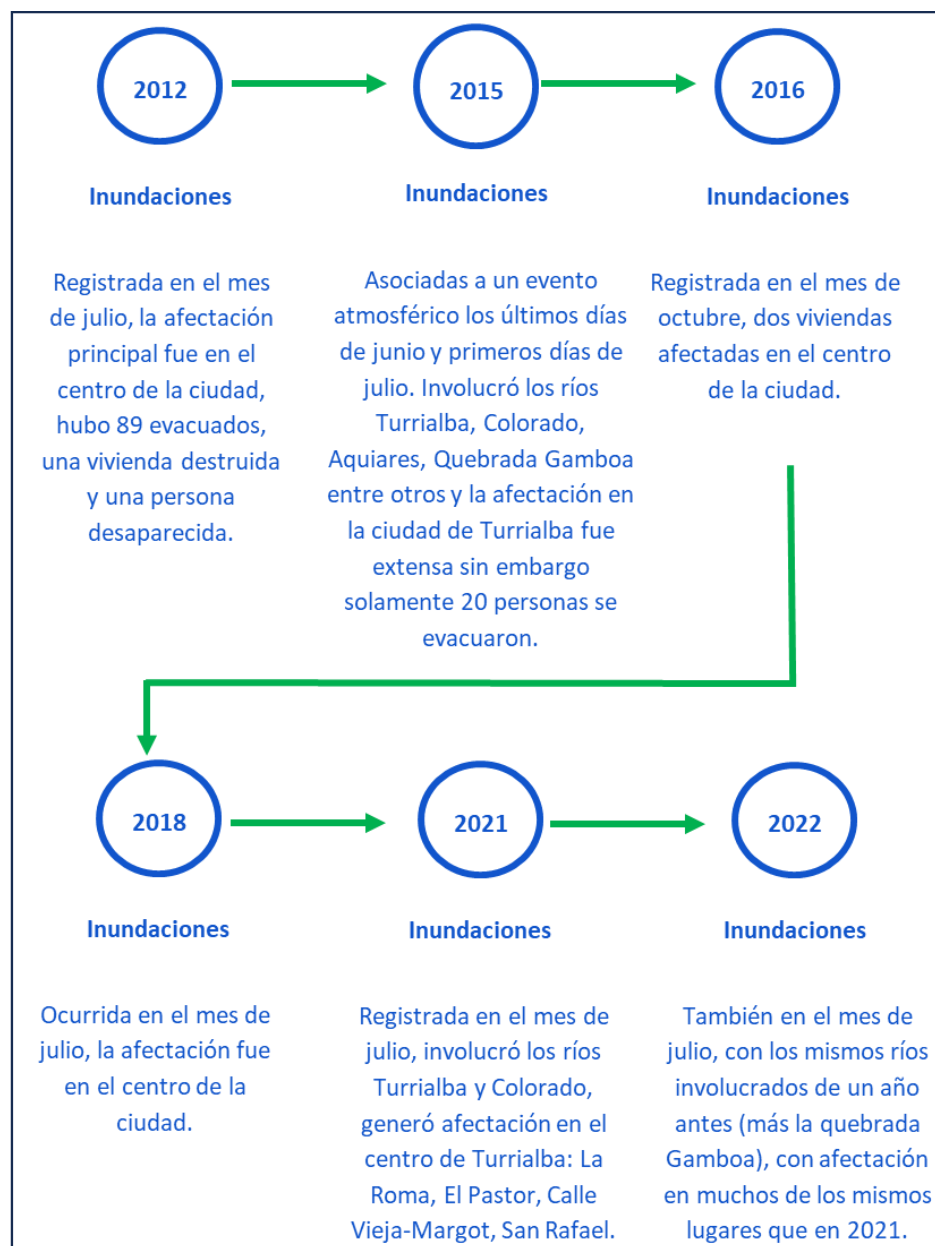 2012
Inundaciones
Registrada en el mes
de julio, la afectación
principal fue en el
centro de la ciudad,
hubo 89 evacuados,
una vivienda destruida
y una persona
desaparecida.
2015
Inundaciones
Asociadas a un evento
atmosférico los últimos días
de junio y primeros días de
julio. Involucró los ríos
Turrialba, Colorado,
Aquiares, Quebrada Gamboa
entre otros y la afectación en
la ciudad de Turrialba fue
extensa sin embargo
solamente 20 personas se
evacuaron.
2016
Inundaciones
Registrada en el mes de
octubre, dos viviendas
afectadas en el centro
de la ciudad.
2018
Inundaciones
Ocurrida en el mes de
julio, la afectación fue
en el centro de la
ciudad.
2021
Inundaciones
Registrada en el mes de
julio, involucró los ríos
Turrialba y Colorado,
generó afectación en el
centro de Turrialba: La
Roma, El Pastor, Calle
Vieja-Margot, San Rafael.
2022
Inundaciones
También en el mes de
julio, con los mismos ríos
involucrados de un año
antes (más la quebrada
Gamboa), con afectación
en muchos de los mismos
lugares que en 2021.